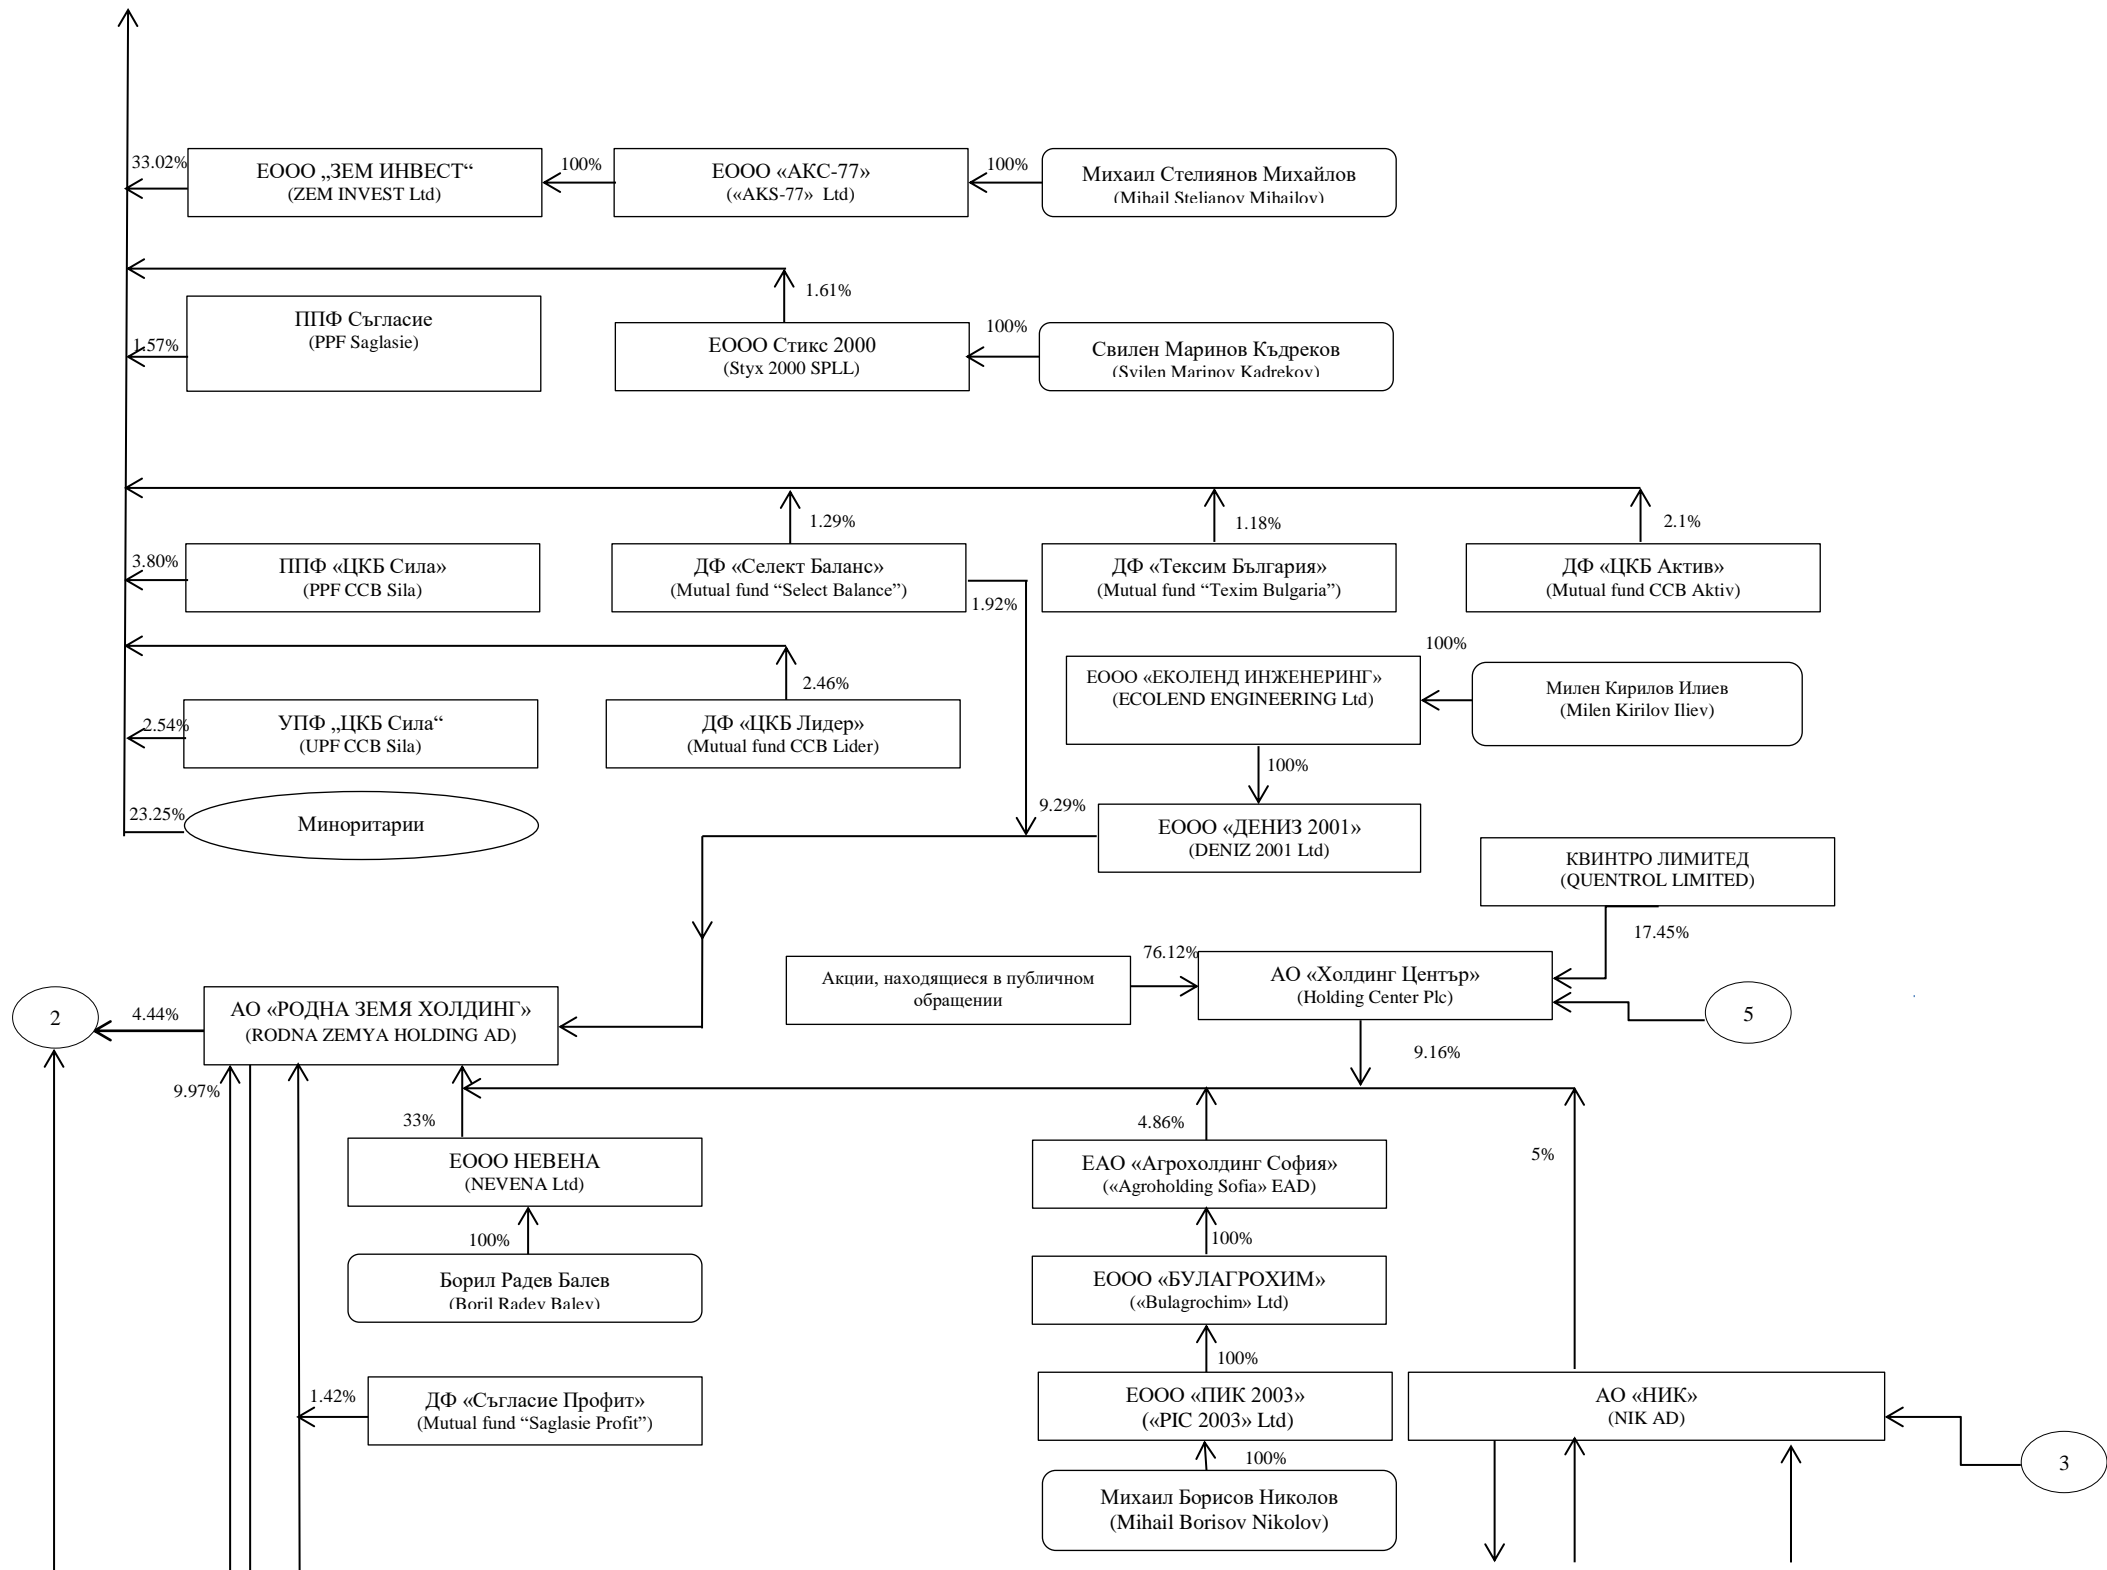 33.02%
ЕООО „ЗЕМ ИНВЕСТ“
(ZEM INVEST Ltd)
100%
ЕООО «АКС-77»
(«AKS-77» Ltd)
100%
Михаил Стелиянов Михайлов
(Mihail Stelianov Mihailov)
1.61%
1.57%
ППФ Съгласие
(PPF Saglasie)
ЕООО Стикс 2000
(Styx 2000 SPLL)
100%
Свилен Маринов Къдреков
(Svilen Marinov Kadrekov)
1.29%
1.18%
2.1%
3.80%
ППФ «ЦКБ Сила»
(PPF CCB Sila)
ДФ «Селект Баланс»
(Mutual fund “Select Balance”)
1.92%
ДФ «Тексим България»
(Mutual fund “Texim Bulgaria”)
ДФ «ЦКБ Актив»
(Mutual fund CCB Aktiv)
2.46%
ЕООО «ЕКОЛЕНД ИНЖЕНЕРИНГ»
(ECOLEND ENGINEERING Ltd)
100%
Милен Кирилов Илиев
(Milen Kirilov Iliev)
2.54%
УПФ „ЦКБ Сила“
(UPF CCB Sila)
ДФ «ЦКБ Лидер»
(Mutual fund CCB Lider)
100%
23.25%
Миноритарии
9.29%
ЕООО «ДЕНИЗ 2001»
(DENIZ 2001 Ltd)
КВИНТРО ЛИМИТЕД
(QUENTROL LIMITED)
17.45%
Акции, находящиеся в публичном
обращении
76.12%
АО «Холдинг Център»
(Holding Center Plc)
5
2
4.44%
АО «РОДНА ЗЕМЯ ХОЛДИНГ»
(RODNA ZEMYA HOLDING AD)
9.16%
9.97%
33%
4.86%
5%
ЕООО НЕВЕНА
(NEVENA Ltd)
ЕАО «Агрохолдинг София»
(«Agroholding Sofia» EAD)
100%
100%
Борил Радев Балев
(Boril Radev Balev)
ЕООО «БУЛАГРОХИМ»
(«Bulagrochim» Ltd)
100%
1.42%
ДФ «Съгласие Профит»
(Mutual fund “Saglasie Profit”)
ЕООО «ПИК 2003»
(«PIC 2003» Ltd)
АО «НИК»
(NIK AD)
3
100%
Михаил Борисов Николов
(Mihail Borisov Nikolov)